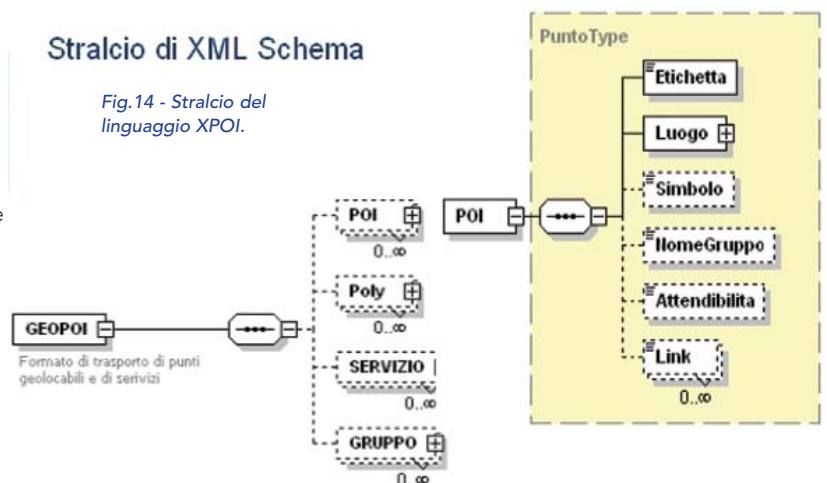 Stralcio di XML Schema
Fig.14 - Stralcio del
linguaggio XPOI.
e
GEOPOI
Formato di trasporto di punti
geolocabili e di serivizi
POI
0..∞
Poly
0..∞
SERVIZIO
0..∞
GRUPPO
0..∞
POI
PuntoType
Etichetta
Luogo
Simbolo
NomeGruppo
Attendibilita
Link
0..∞